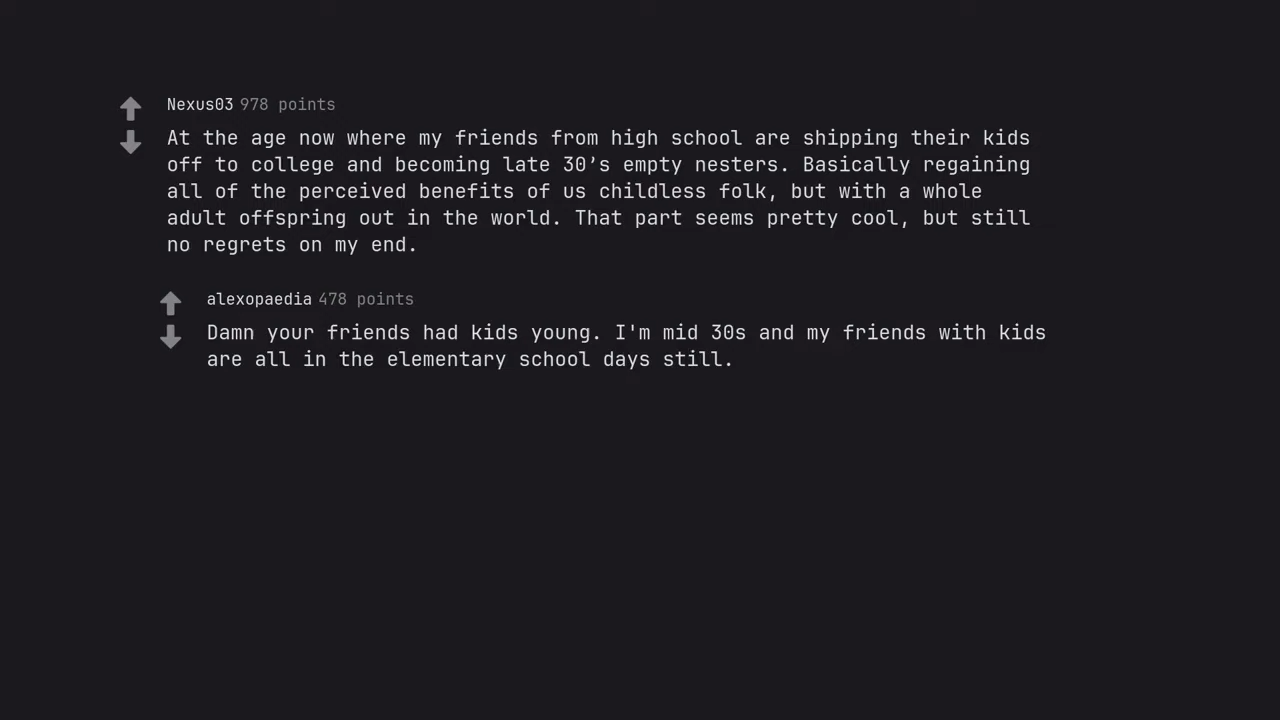 Nexus03 978 points
At the age now where my friends from high school are shipping their kids
off to college and becoming late 30’s empty nesters. Basically regaining
all of the perceived benefits of us childless folk, but with a whole
adult offspring out in the world. That part seems pretty cool, but still
no regrets on my end.
alexopaedia 478 points
Damn your friends had kids young. I'm mid 30s and my friends with kids
are all in the elementary school days still.